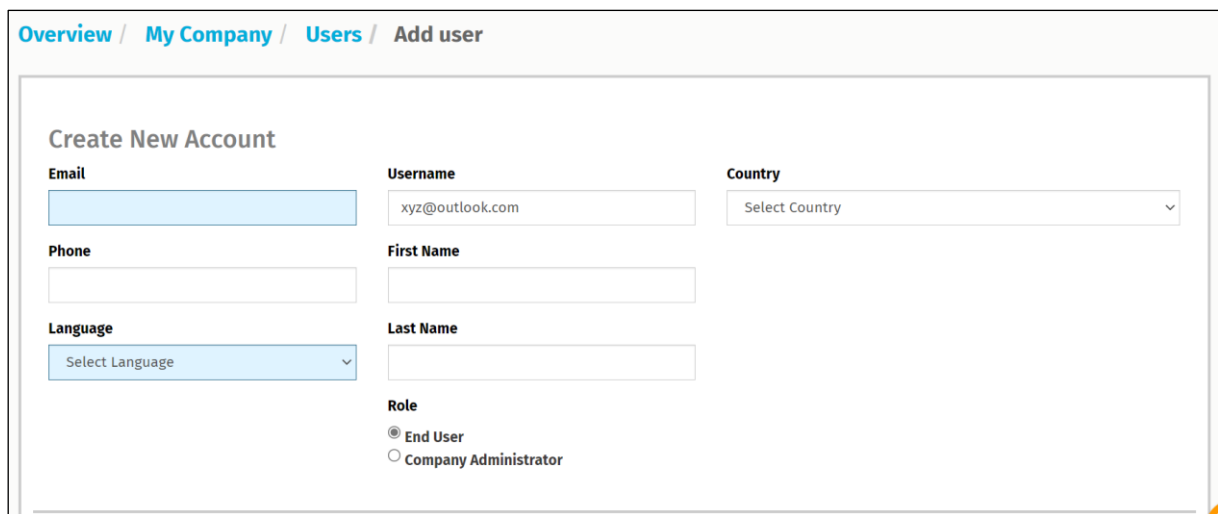 Overview / My Company / Users / Add user
Create New Account
Email Username Country
xyz@outlook.com Select Country
Phone First Name
Language Last Name
Select Language
Role
End User
Company Administrator